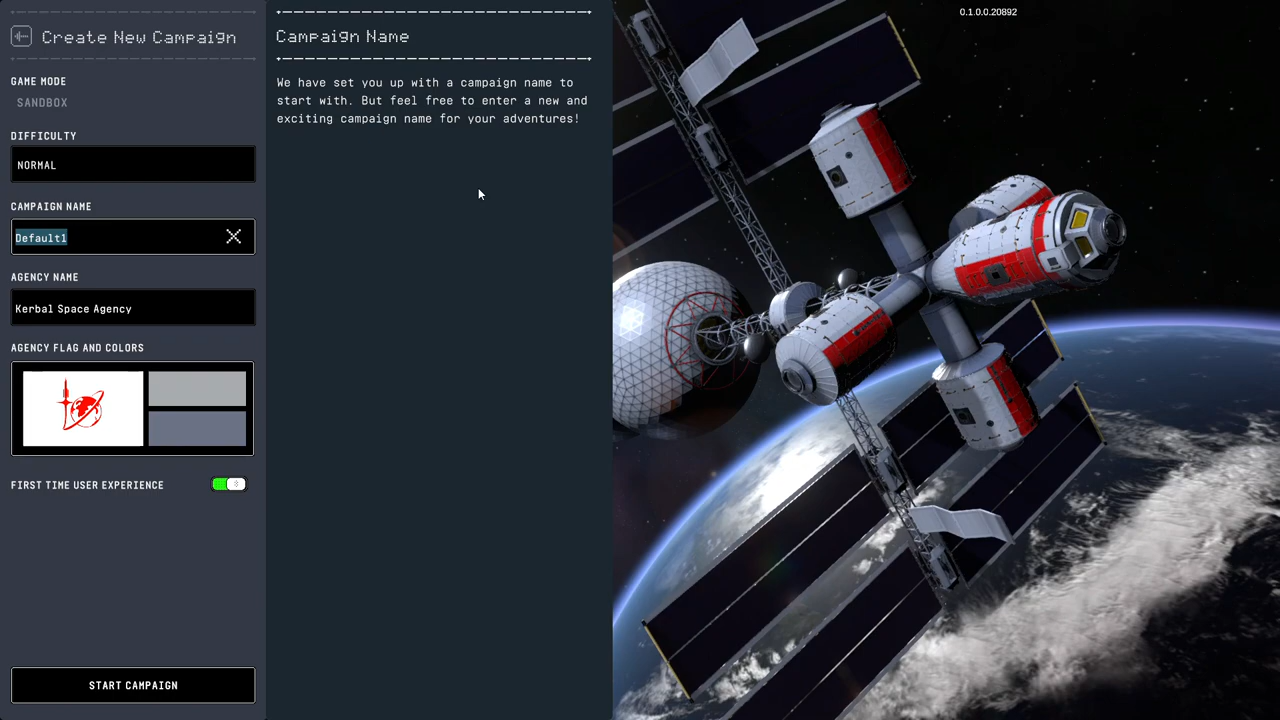 Create New Campaign
GAME MODE
SANDBOX
DIFFICULTY
NORMAL
CAMPAIGN NAME
Default1
AGENCY NAME
Kerbal Space Agency
AGENCY FLAG AND COLORS
FIRST TIME USER EXPERIENCE
START CAMPAIGN
Campaign Name
We have set you up with a campaign name to
start with. But feel free to enter a new and
exciting campaign name for your adventures!
0.1.0.0.20892